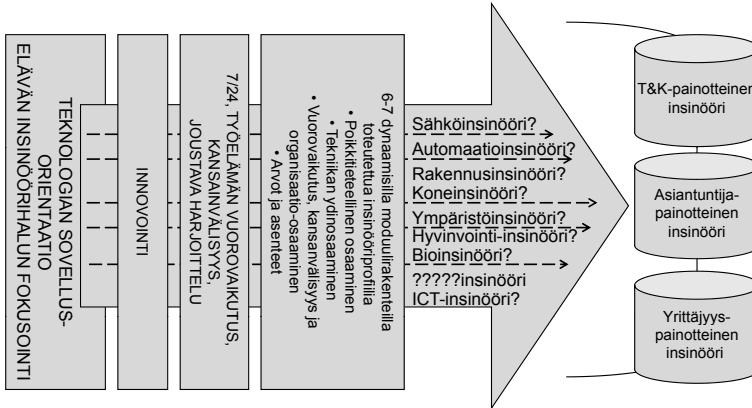 ELÄVÄN INSINÖÖRIHALUN FOKUSOINTI
TEKNOLOGIAN SOVELLUS-
ORIENTAATIO
INNOVOINTI
7/24, TYÖELÄMÄN VUOROVAIKUTUS,
KANSAINVÄLISYYS,
JOUSTAVA HARJOITTELU
6-7 dynaamisilla moduulirakenteilla
toteutettua insinööriprofiilia
• Poikkitieteellinen osaaminen
• Tekniikan ydinosaaminen
• Vuorovaikutus, kansanvälisyys ja
organisaatio-osaaminen
• Arvot ja asenteet
Sähköinsinööri?
Automaatioinsinööri?
Rakennusinsinööri?
Koneinsinööri?
Ympäristöinsinööri?
Hyvinvointi-insinööri?
Bioinsinööri?
?????insinööri
ICT-insinööri?
T&K-painotteinen
insinööri
Asiantuntija-
painotteinen
insinööri
Yrittäjyys-
painotteinen
insinööri